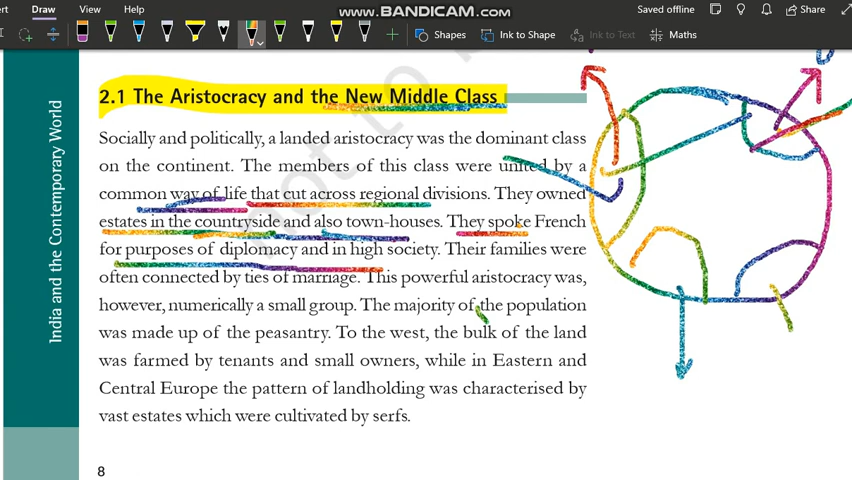 www.BANDICAM.com
Draw View Help Saved offline Share
Shapes Ink to Shape Ink to Text Maths
2.1 The Aristocracy and the New Middle Class
Socially and politically, a landed aristocracy was the dominant class
on the continent. The members of this class were united by a
common way of life that cut across regional divisions. They owned
estates in the countryside and also town-houses. They spoke French
for purposes of diplomacy and in high society. Their families were
often connected by ties of marriage. This powerful aristocracy was,
however, numerically a small group. The majority of the population
was made up of the peasantry. To the west, the bulk of the land
was farmed by tenants and small owners, while in Eastern and
Central Europe the pattern of landholding was characterised by
vast estates which were cultivated by serfs.
India and the Contemporary World
8
not to